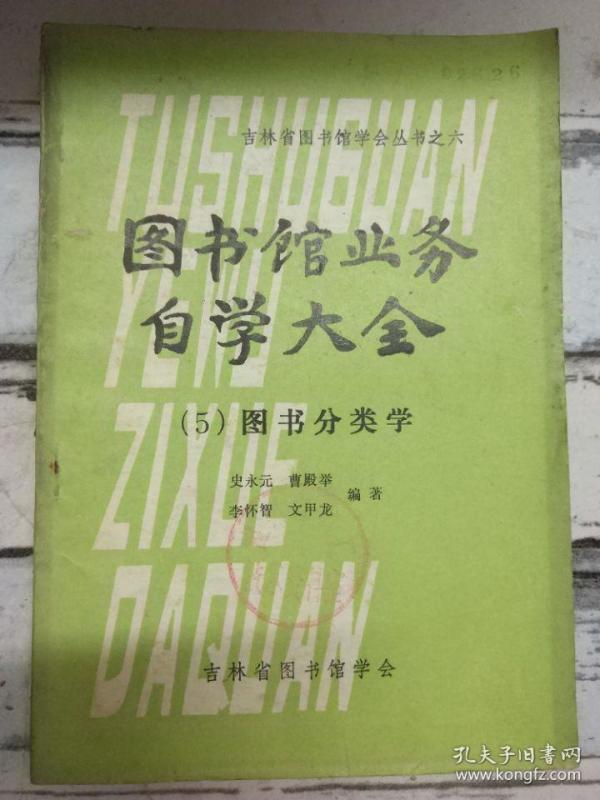 吉林省图书馆学会丛书之六
TUSHUGUAN
图书馆业务
YEWU
自学大全
(5)图书分类学
ZIXUE
史永元 曹殿举
李怀智 文甲龙 编著
DAQUAN
吉林省图书馆学会
孔夫子旧书网
www.kongfz.com